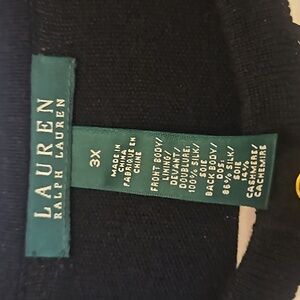 LAUREN
RALPH LAUREN
3X
MADE IN
CHINA
FABRIQUE EN
CHINE
FRONT BODY/
LINING/
DEVANT/
DOUBLURE:
100% SILK/
SOIE
BACK BODY/
DOS:
86% SILK/
SOIE
14%
CASHMERE/
CACHEMIRE